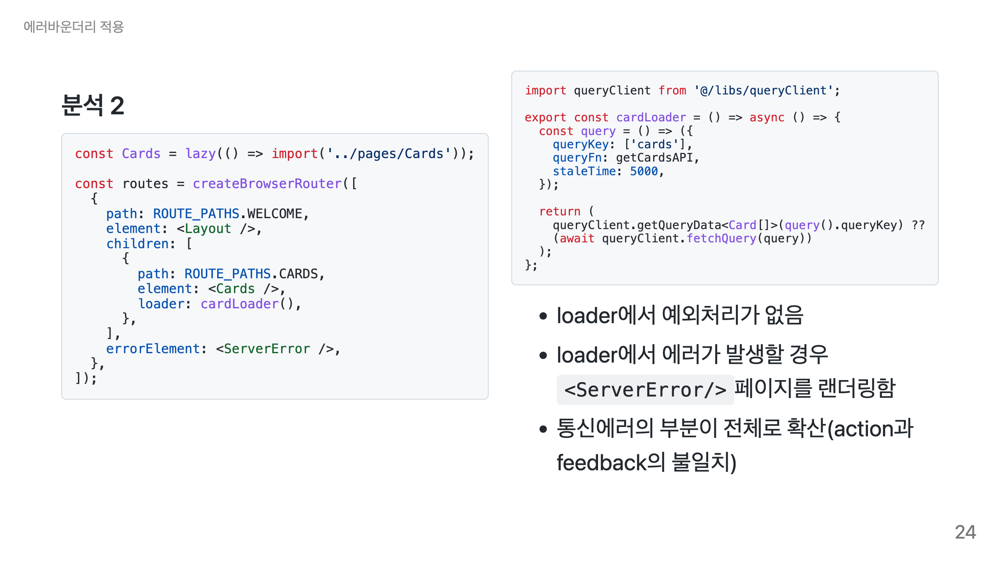 에러바운더리 적용
분석 2
const Cards = lazy(() => import('../pages/Cards'));
const routes = createBrowserRouter([
  {
    path: ROUTE_PATHS.WELCOME,
    element: <Layout />,
    children: [
      {
        path: ROUTE_PATHS.CARDS,
        element: <Cards />,
        loader: cardLoader(),
      },
    ],
    errorElement: <ServerError />,
  },
]);
import queryClient from '@/libs/queryClient';
export const cardLoader = () => async () => {
  const query = () => ({
    queryKey: ['cards'],
    queryFn: getCardsAPI,
    staleTime: 5000,
  });
  return (
    queryClient.getQueryData<Card[]>(query().queryKey) ??
    (await queryClient.fetchQuery(query))
  );
};
• loader에서 예외처리가 없음
• loader에서 에러가 발생할 경우
<ServerError/> 페이지를 랜더링함
• 통신에러의 부분이 전체로 확산(action과
feedback의 불일치)
24